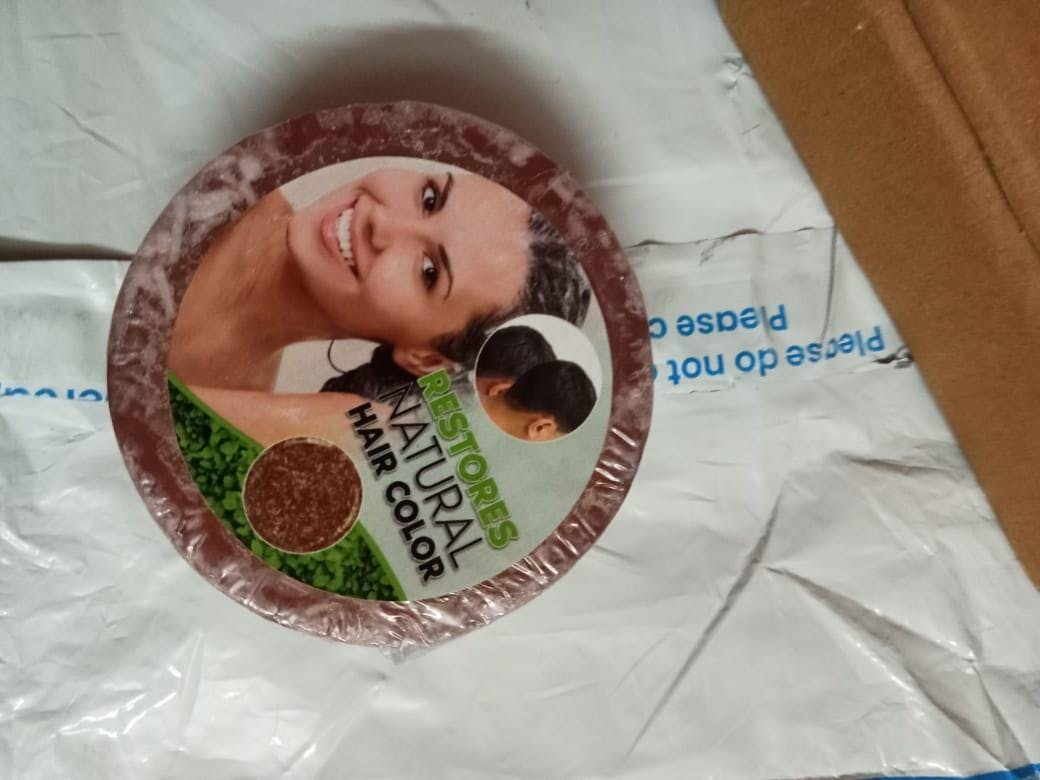 RESTORES
NATURAL
HAIR COLOR
Please do not
Please